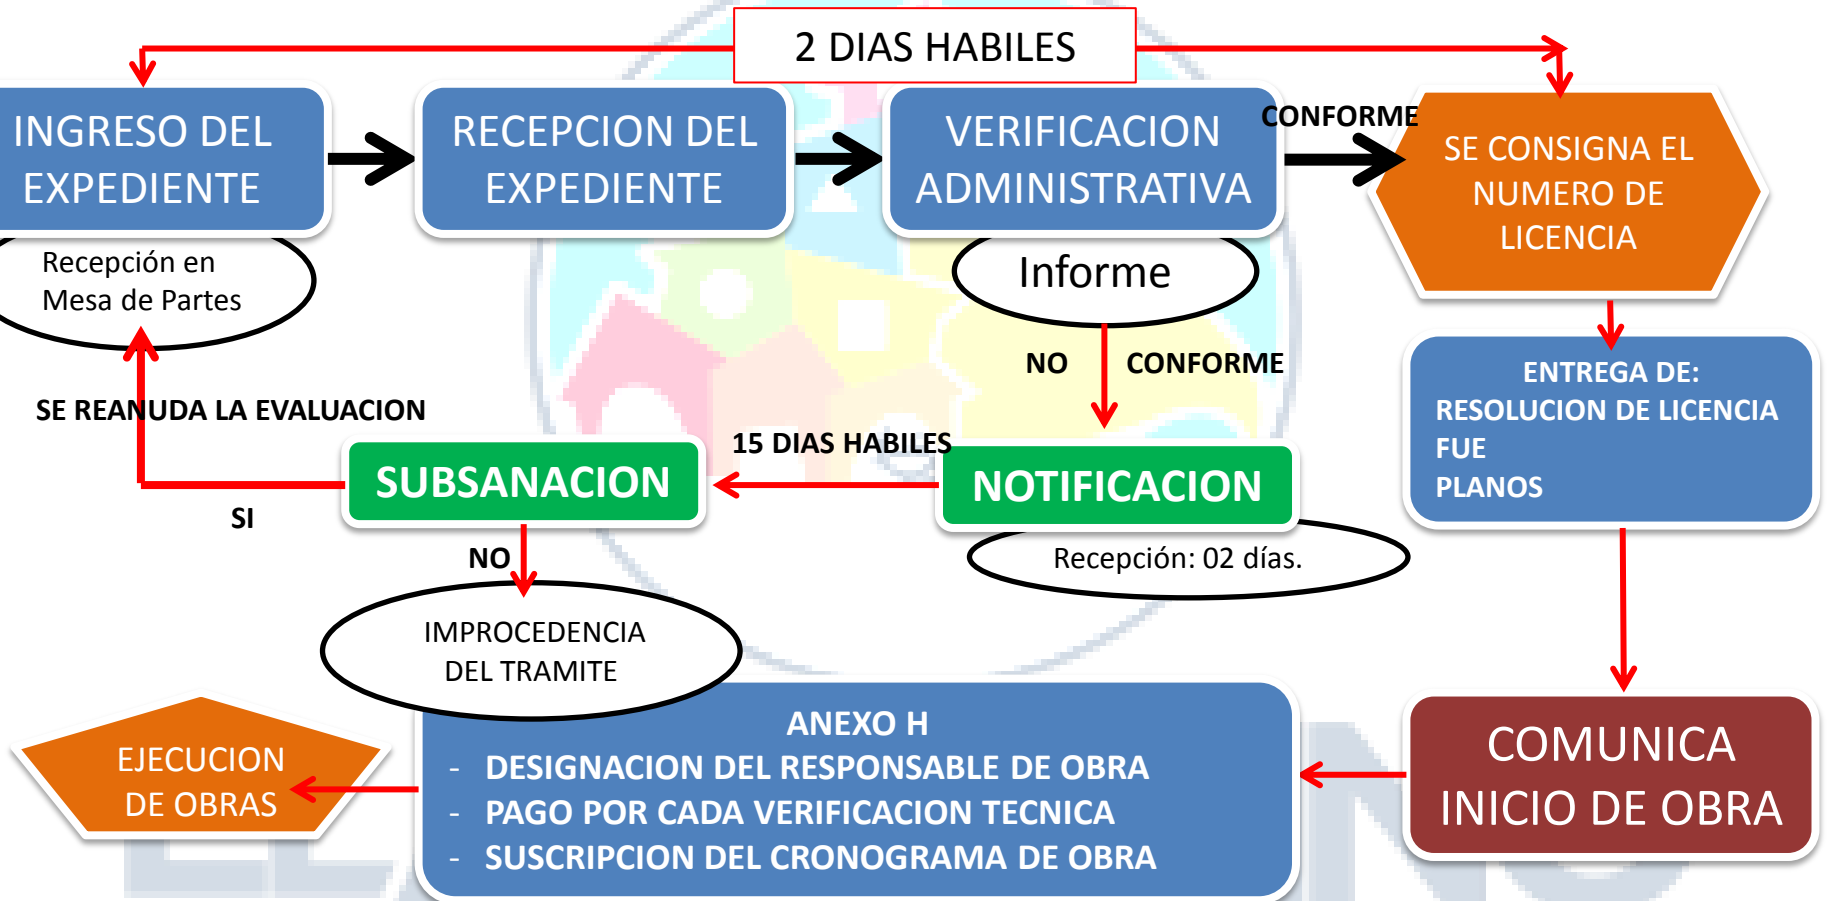 2 DIAS HABILES
INGRESO DEL
EXPEDIENTE
RECEPCION DEL
EXPEDIENTE
VERIFICACION
ADMINISTRATIVA
CONFORME
SE CONSIGNA EL
NUMERO DE
LICENCIA
Recepción en
Mesa de Partes
Informe
NO CONFORME
ENTREGA DE:
RESOLUCION DE LICENCIA
FUE
PLANOS
SE REANUDA LA EVALUACION
15 DIAS HABILES
SUBSANACION
NOTIFICACION
SI
NO
Recepción: 02 días.
IMPROCEDENCIA
DEL TRAMITE
EJECUCION
DE OBRAS
ANEXO H
- DESIGNACION DEL RESPONSABLE DE OBRA
- PAGO POR CADA VERIFICACION TECNICA
- SUSCRIPCION DEL CRONOGRAMA DE OBRA
COMUNICA
INICIO DE OBRA